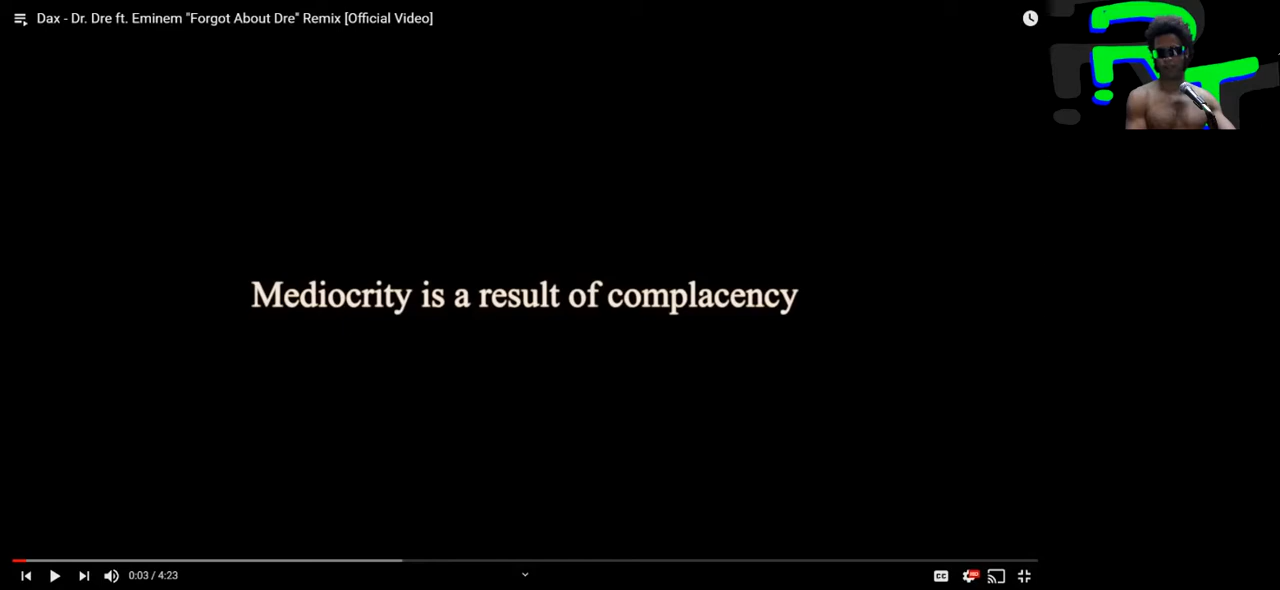 Dax - Dr. Dre ft. Eminem "Forgot About Dre" Remix [Official Video]
Mediocrity is a result of complacency
0:03 / 4:23
CC